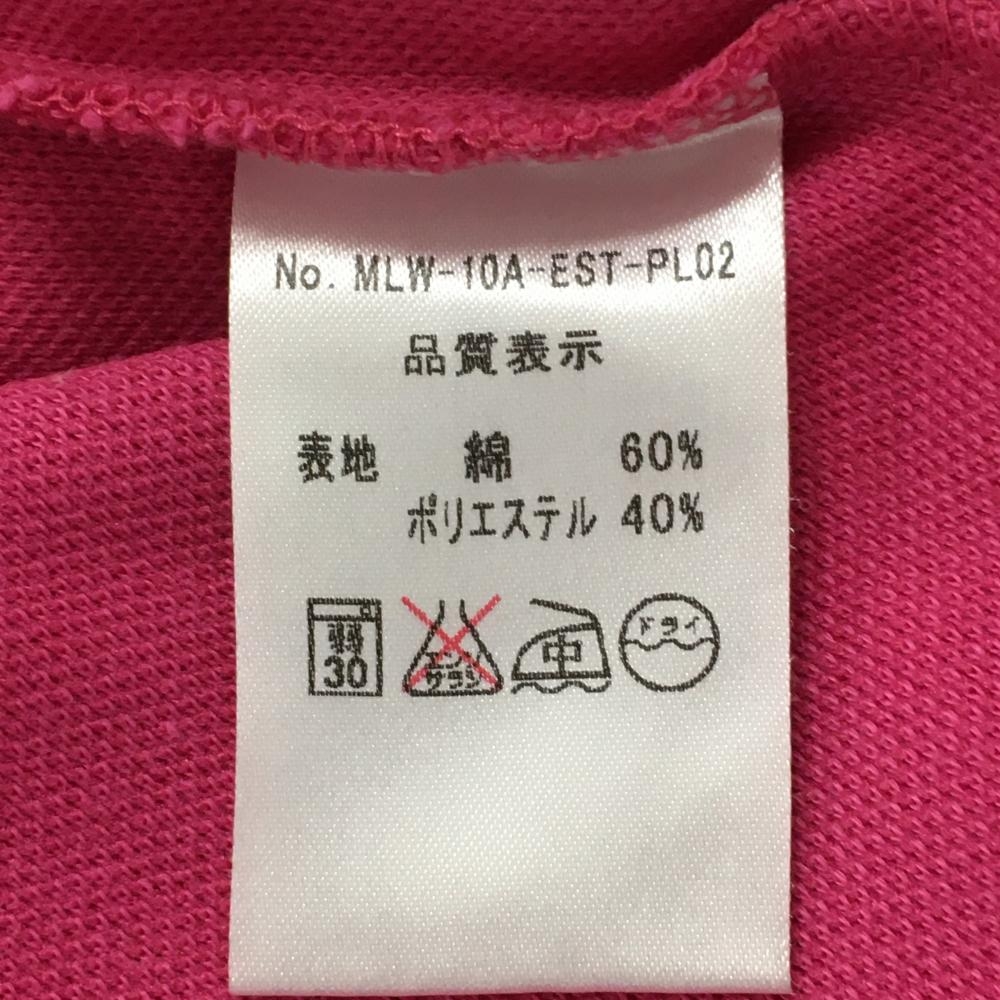 No. MLW-10A-EST-PL02
品質表示
表地 綿 60%
ポリエステル 40%
弱 30 エンソ サラシ 中 ドライ